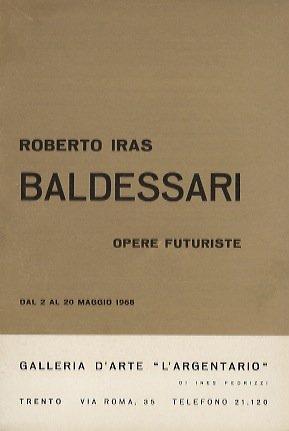 ROBERTO IRAS
BALDESSARI
OPERE FUTURISTE
DAL 2 AL 20 MAGGIO 1968
GALLERIA D'ARTE "L'ARGENTARIO"
DI INES FEDRIZZI
TRENTO VIA ROMA, 35 TELEFONO 21.120